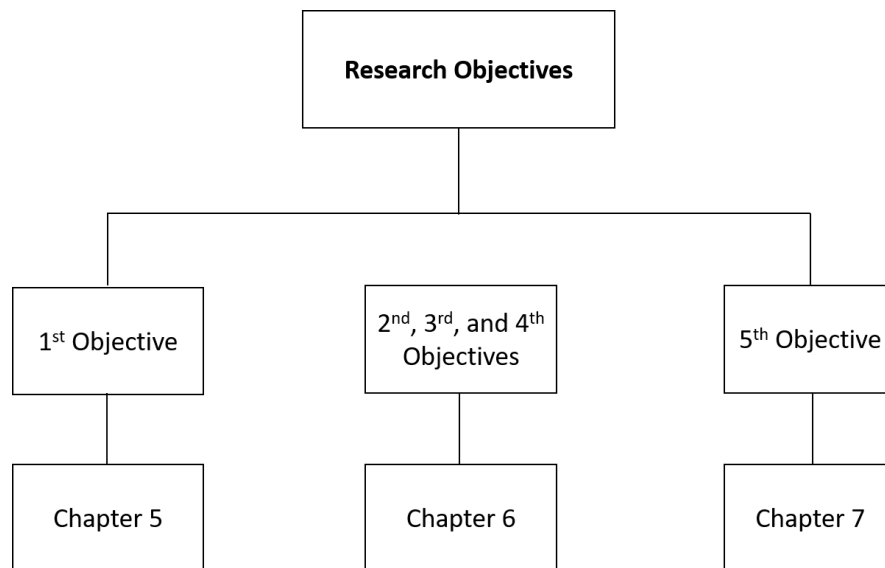 Research Objectives
1st Objective
2nd, 3rd, and 4th
Objectives
5th Objective
Chapter 5
Chapter 6
Chapter 7